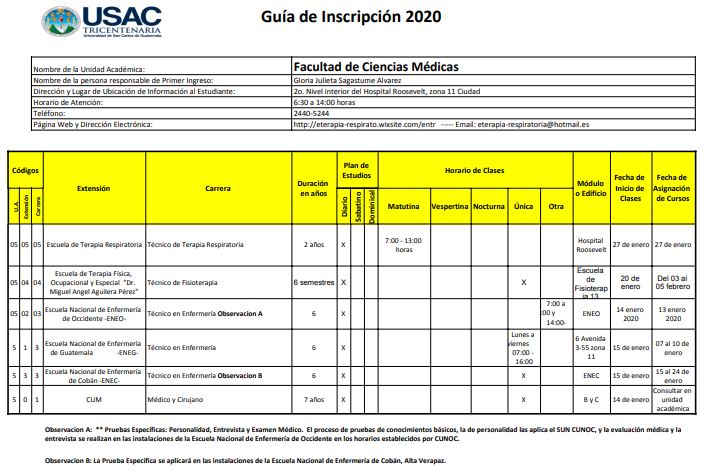 USAC
TRICENTENARIA
Universidad de San Carlos de Guatemala
Guía de Inscripción 2020
Nombre de la Unidad Académica: Facultad de Ciencias Médicas
Nombre de la persona responsable de Primer Ingreso: Gloria Julieta Sagastume Alvarez
Dirección y Lugar de Ubicación de Información al Estudiante: 2o. Nivel interior del Hospital Roosevelt, zona 11 Ciudad
Horario de Atención: 6:30 a 14:00 horas
Teléfono: 2440-5244
Página Web y Dirección Electrónica: http://eterapia-respirato.wixsite.com/entr ----- Email: eterapia-respiratoria@hotmail.es
Códigos
U.A.
Extensión
Carrera
Extensión
Carrera
Duración
en años
Plan de
Estudios
Diario
Sabatino
Dominical
Horario de Clases
Matutina Vespertina Nocturna Única Otra
Módulo
o Edificio
Fecha de
Inicio de
Clases
Fecha de
Asignación
de Cursos
05 05 05 Escuela de Terapia Respiratoria Técnico de Terapia Respiratoria 2 años X
7:00 - 13:00
horas
Hospital
Roosevelt
27 de enero 27 de enero
05 04 04
Escuela de Terapia Física,
Ocupacional y Especial "Dr.
Miguel Angel Aguilera Pérez"
Técnico de Fisioterapia 6 semestres X X
Escuela
de
Fisioterap
ia 13
20 de
enero
Del 03 al
05 febrero
05 02 03
Escuela Nacional de Enfermería
de Occidente -ENEO-
Técnico en Enfermería Observacion A 6 X
7:00 a
:00 y
14:00-
ENEO
14 enero
2020
13 enero
2020
5 1 3
Escuela Nacional de Enfermería
de Guatemala -ENEG-
Técnico en Enfermería 6 X
Lunes a
viernes
07:00 -
16:00
6 Avenida
3-55 zona
11
15 de enero
07 al 10 de
enero
5 3 3
Escuela Nacional de Enfermería
de Cobán -ENEC-
Técnico en Enfermería Observacion B 6 X X ENEC 15 de enero
15 al 24 de
enero
5 0 1 CUM Médico y Cirujano 7 años X X B y C 14 de enero
Consultar en
unidad
académica
Observacion A: ** Pruebas Específicas: Personalidad, Entrevista y Examen Médico. El proceso de pruebas de conocimientos básicos, la de personalidad las aplica el SUN CUNOC, y la evaluación médica y la
entrevista se realizan en las instalaciones de la Escuela Nacional de Enfermería de Occidente en los horarios establecidos por CUNOC.
Observacion B: La Prueba Específica se aplicará en las instalaciones de la Escuela Nacional de Enfermería de Cobán, Alta Verapaz.